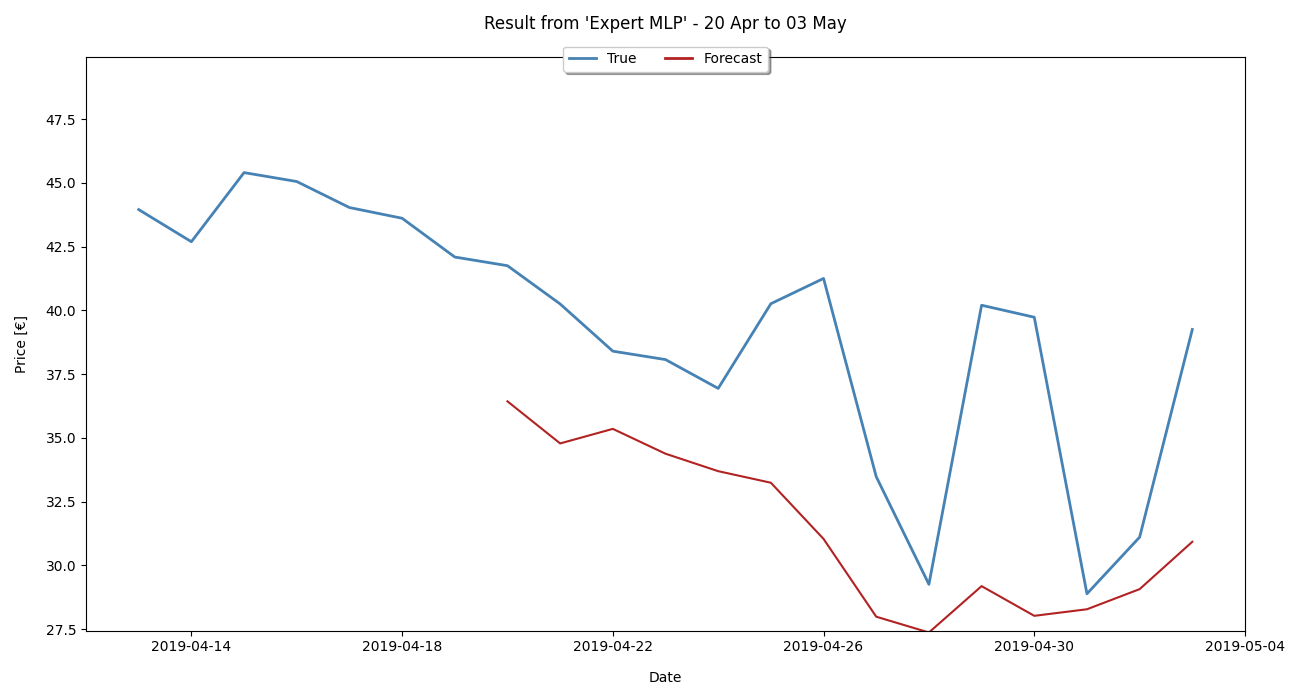 Result from 'Expert MLP' - 20 Apr to 03 May
True Forecast
47.5
45.0
42.5
40.0
37.5
35.0
32.5
30.0
27.5
Price [€]
2019-04-14 2019-04-18 2019-04-22 2019-04-26 2019-04-30 2019-05-04
Date